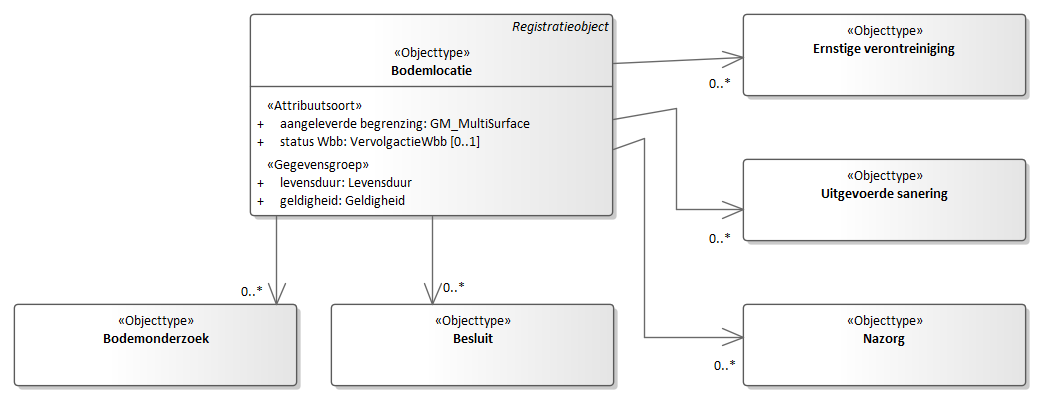 Registratieobject
«Objecttype»
Bodemlocatie
«Attribuutsoort»
+ aangeleverde begrenzing: GM_MultiSurface
+ status Wbb: VervolgactieWbb [0..1]
«Gegevensgroep»
+ levensduur: Levensduur
+ geldigheid: Geldigheid
«Objecttype»
Ernstige verontreiniging
0..*
«Objecttype»
Uitgevoerde sanering
0..*
0..*
«Objecttype»
Bodemonderzoek
0..*
«Objecttype»
Besluit
«Objecttype»
Nazorg
0..*